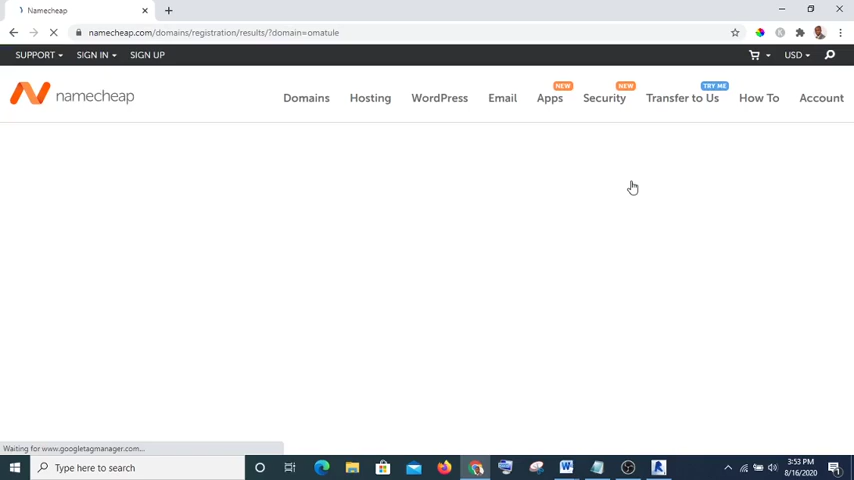 Namecheap
namecheap.com/domains/registration/results/?domain=omatule
SUPPORT SIGN IN SIGN UP USD
namecheap
NEW NEW TRY ME
Domains Hosting WordPress Email Apps Security Transfer to Us How To Account
Waiting for www.googletagmanager.com...
Type here to search
3:53 PM
8/16/2020